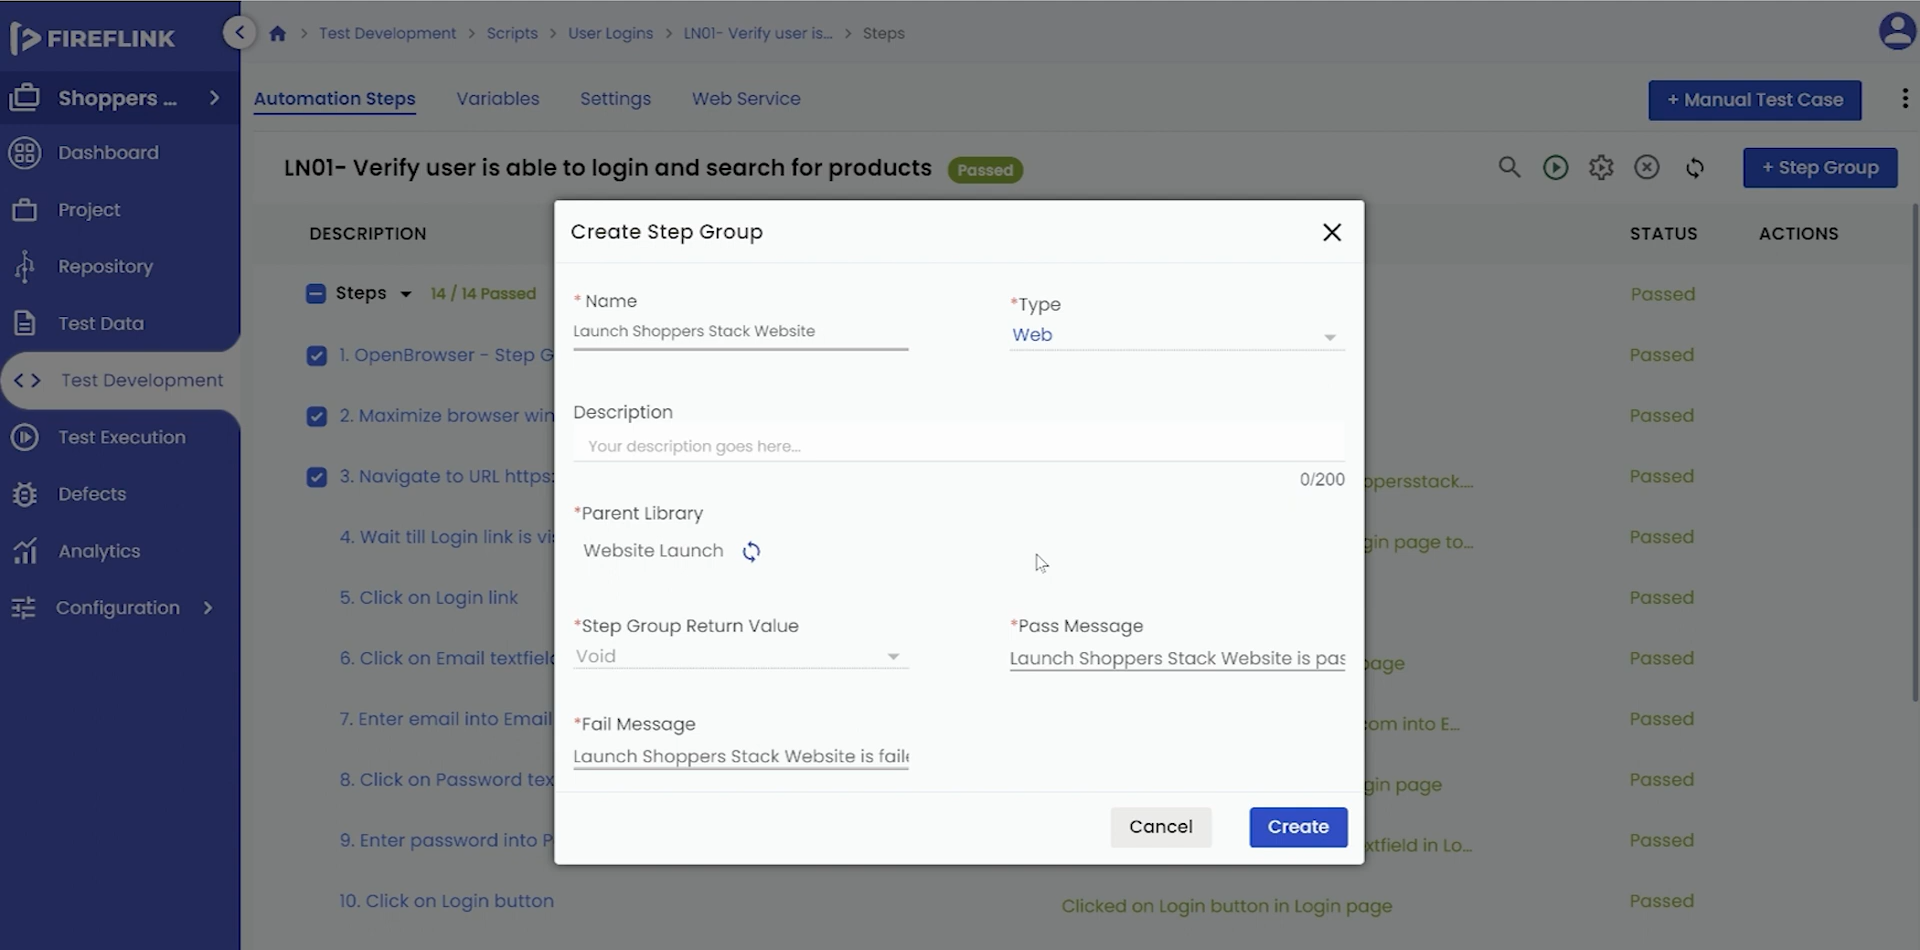 FIREFLINK
Test Development > Scripts > User Logins > LN01- Verify user is... > Steps
Shoppers ...
Automation Steps Variables Settings Web Service
+ Manual Test Case
Dashboard
LN01- Verify user is able to login and search for products Passed
+ Step Group
Project
DESCRIPTION
STATUS ACTIONS
Repository
Steps 14 / 14 Passed
Passed
Test Data
1. OpenBrowser - Step G
Passed
Test Development
2. Maximize browser win
Passed
Test Execution
3. Navigate to URL https:
opersstack....
Passed
Defects
4. Wait till Login link is vi
gin page to...
Passed
Analytics
5. Click on Login link
Passed
Configuration
6. Click on Email textfield
page
Passed
7. Enter email into Email
com into E...
Passed
8. Click on Password tex
gin page
Passed
9. Enter password into P
xtfield in Lo...
Passed
10. Click on Login button
Clicked on Login button in Login page
Passed
Create Step Group
* Name
Launch Shoppers Stack Website
*Type
Web
Description
Your description goes here...
0/200
*Parent Library
Website Launch
*Step Group Return Value
Void
*Pass Message
Launch Shoppers Stack Website is pas
*Fail Message
Launch Shoppers Stack Website is faile
Cancel
Create